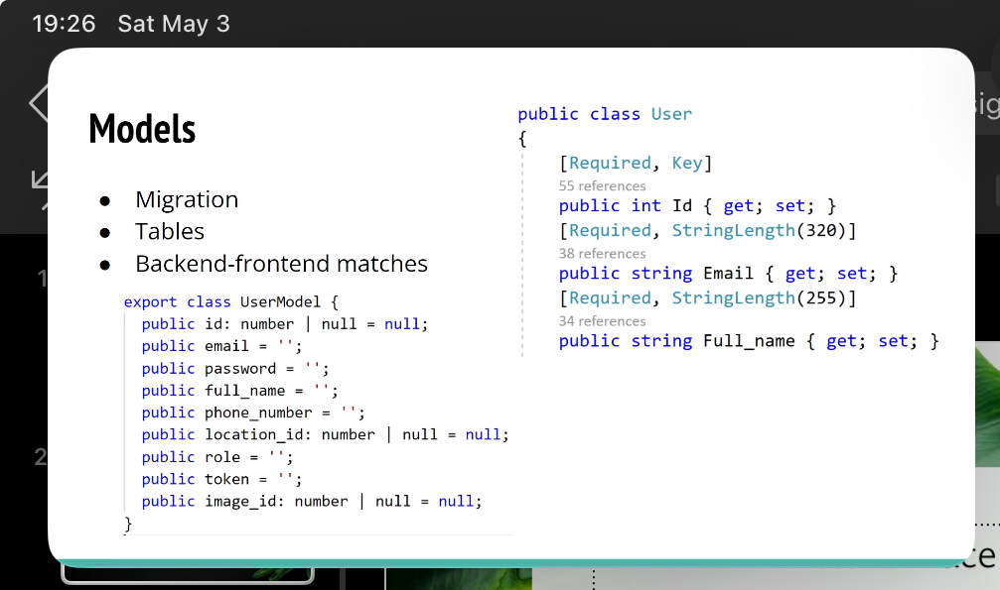 19:26 Sat May 3
Models
● Migration
● Tables
● Backend-frontend matches
export class UserModel {
public id: number | null = null;
public email = '';
public password = '';
public full_name = '';
public phone_number = '';
public location_id: number | null = null;
public role = '';
public token = '';
public image_id: number | null = null;
}
public class User
{
[Required, Key]
55 references
public int Id { get; set; }
[Required, StringLength(320)]
38 references
public string Email { get; set; }
[Required, StringLength(255)]
34 references
public string Full_name { get; set; }
1
2